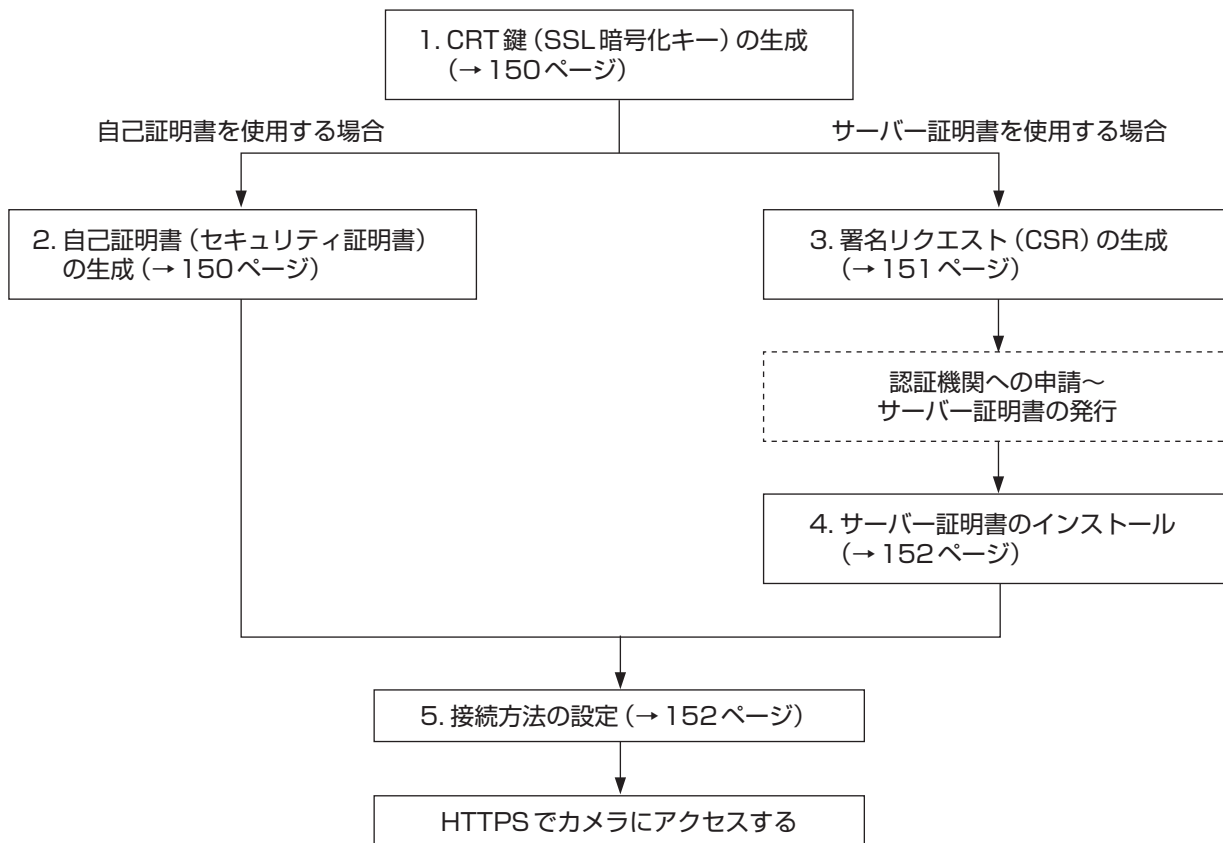 1. CRT鍵（SSL暗号化キー）の生成
（→ 150ページ）
自己証明書を使用する場合
サーバー証明書を使用する場合
2. 自己証明書（セキュリティ証明書）
の生成（→ 150ページ）
3. 署名リクエスト（CSR）の生成
（→ 151ページ）
認証機関への申請～
サーバー証明書の発行
4. サーバー証明書のインストール
（→ 152ページ）
5. 接続方法の設定（→ 152ページ）
HTTPSでカメラにアクセスする